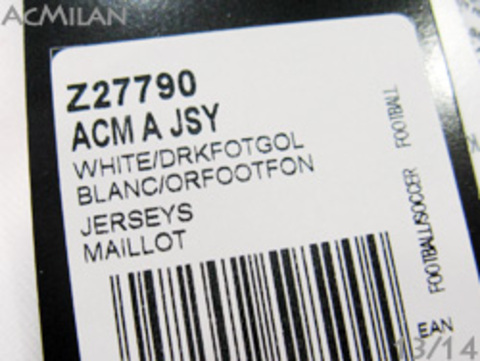 AcMilan
Z27790
ACM A JSY
WHITE/DRKFOTGOL
BLANC/ORFOOTFON
JERSEYS
MAILLOT
FOOTBALL/SOCCER FOOTBALL
EAN
13/14